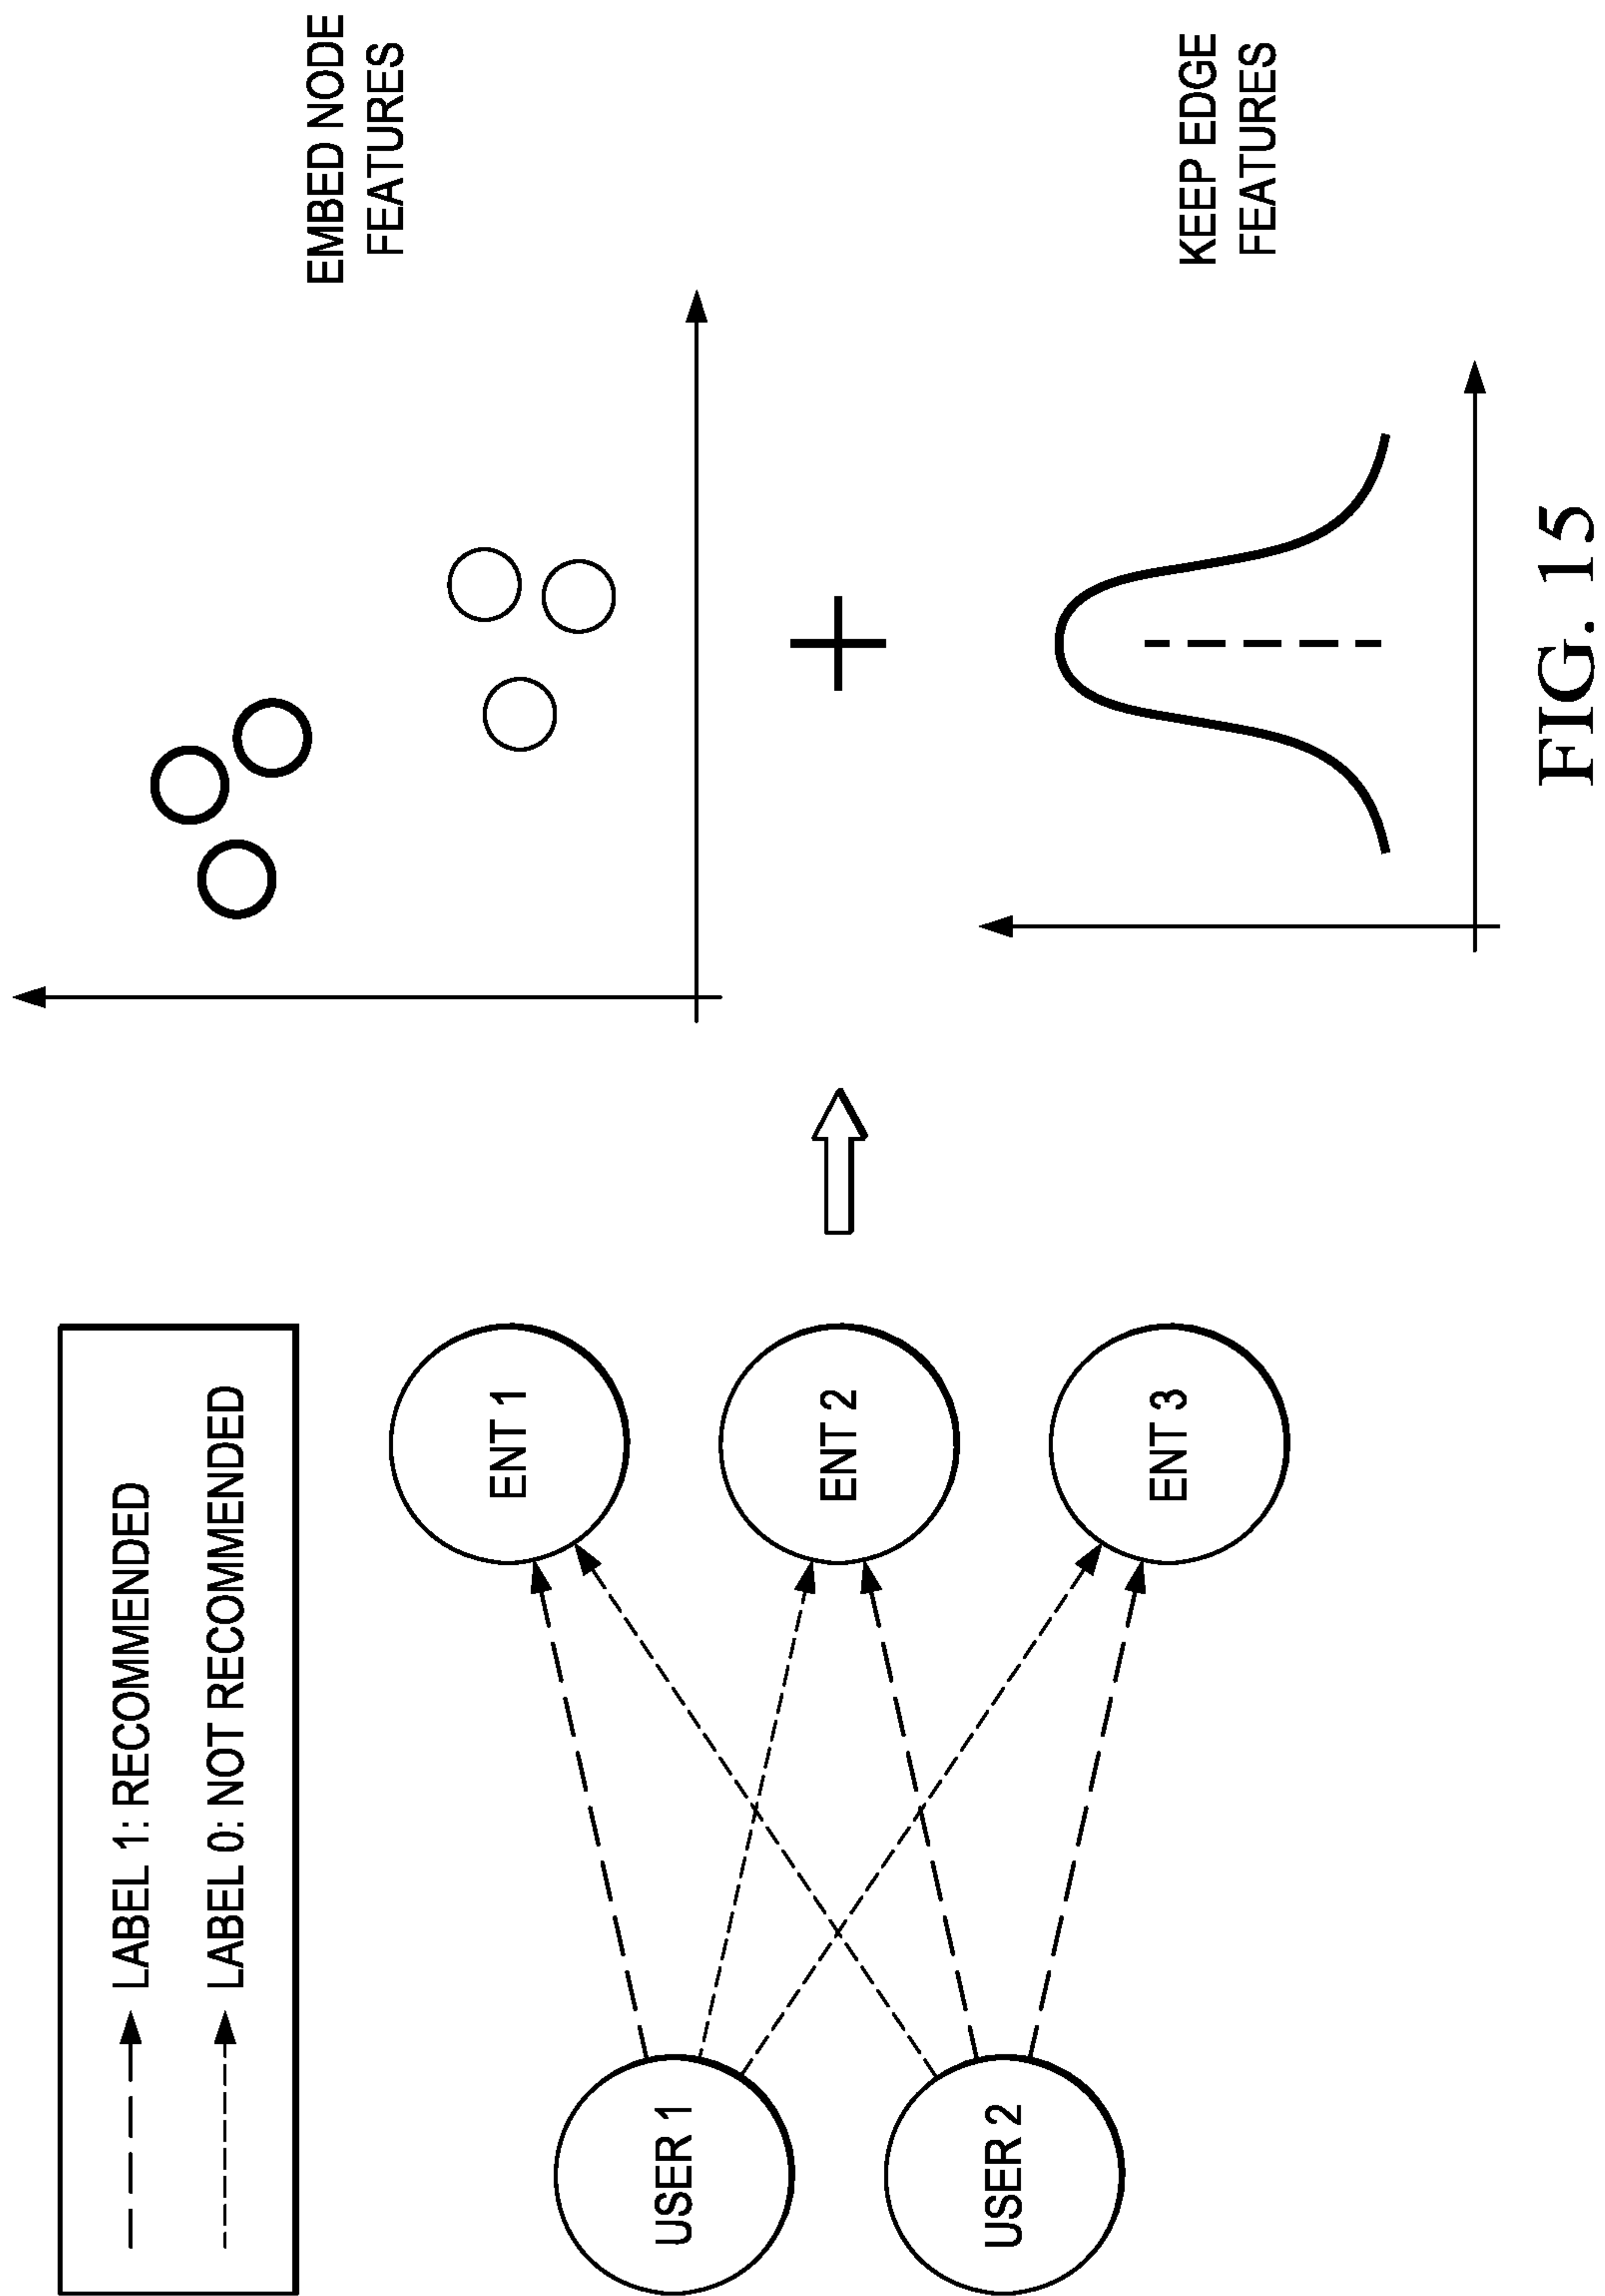 LABEL 1: RECOMMENDED
LABEL 0: NOT RECOMMENDED
USER 1
USER 2
ENT 1
ENT 2
ENT 3
EMBED NODE
FEATURES
KEEP EDGE
FEATURES
FIG. 15